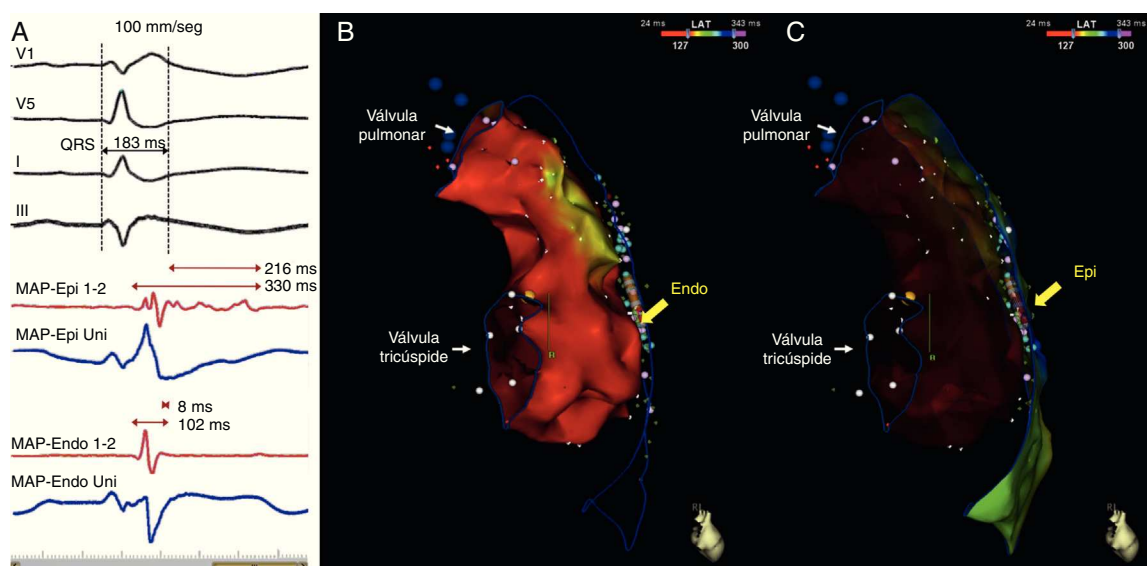 A
100 mm/seg
V1
V5
QRS
183 ms
I
III
216 ms
330 ms
MAP-Epi 1-2
MAP-Epi Uni
8 ms
102 ms
MAP-Endo 1-2
MAP-Endo Uni
B
24 ms
LAT
343 ms
127
300
Válvula
pulmonar
Endo
Válvula
tricúspide
C
24 ms
LAT
343 ms
127
300
Válvula
pulmonar
Epi
Válvula
tricúspide